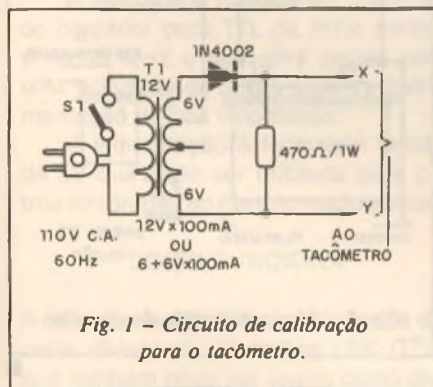 1N4002
T1
12V
S1
6V
X
470Ω/1W
6V
Y
110V C.A.
60Hz
12V x 100mA
OU
6+6V x 100mA
AO
TACÔMETRO
Fig. 1 – Circuito de calibração
para o tacômetro.